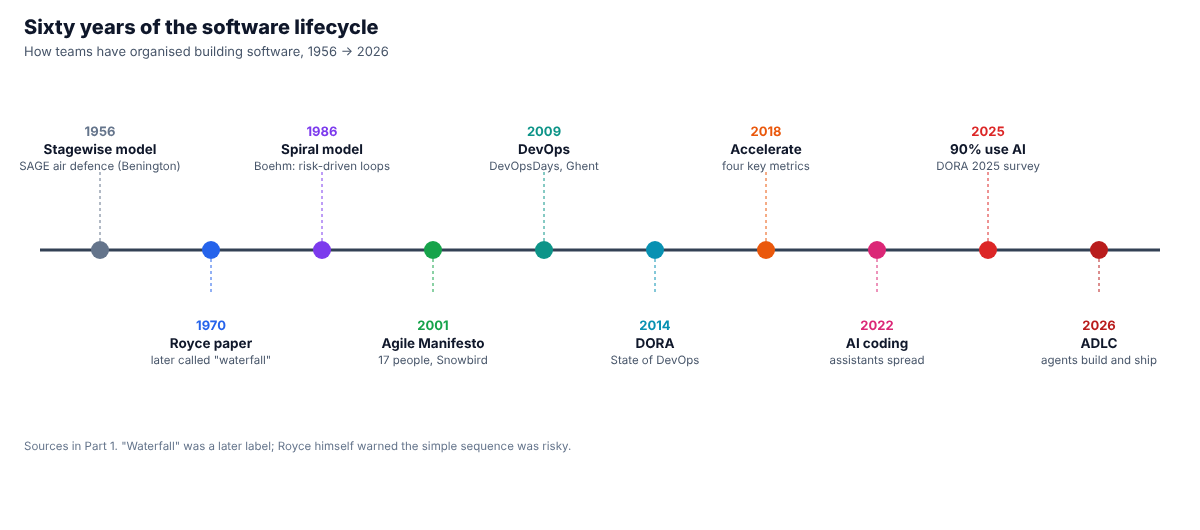 Sixty years of the software lifecycle
How teams have organised building software, 1956 → 2026
1956
Stagewise model
SAGE air defence (Benington)
1986
Spiral model
Boehm: risk-driven loops
2009
DevOps
DevOpsDays, Ghent
2018
Accelerate
four key metrics
2025
90% use AI
DORA 2025 survey
1970
Royce paper
later called "waterfall"
2001
Agile Manifesto
17 people, Snowbird
2014
DORA
State of DevOps
2022
AI coding
assistants spread
2026
ADLC
agents build and ship
Sources in Part 1. "Waterfall" was a later label; Royce himself warned the simple sequence was risky.